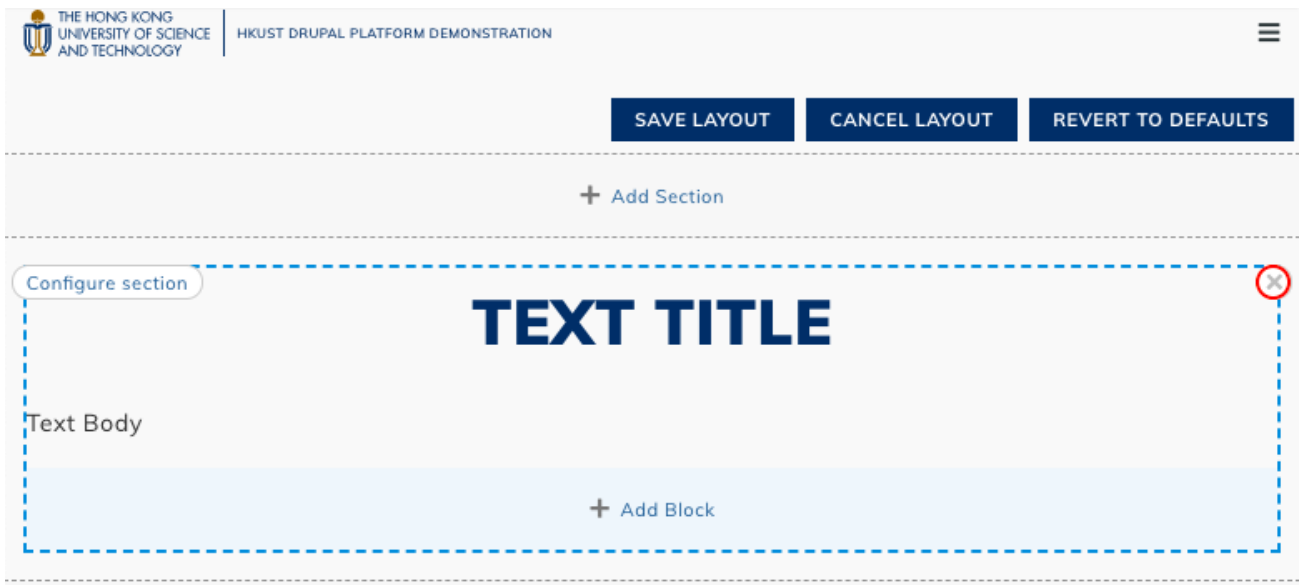 THE HONG KONG
UNIVERSITY OF SCIENCE
AND TECHNOLOGY
HKUST DRUPAL PLATFORM DEMONSTRATION
SAVE LAYOUT
CANCEL LAYOUT
REVERT TO DEFAULTS
Add Section
Configure section
TEXT TITLE
Text Body
Add Block